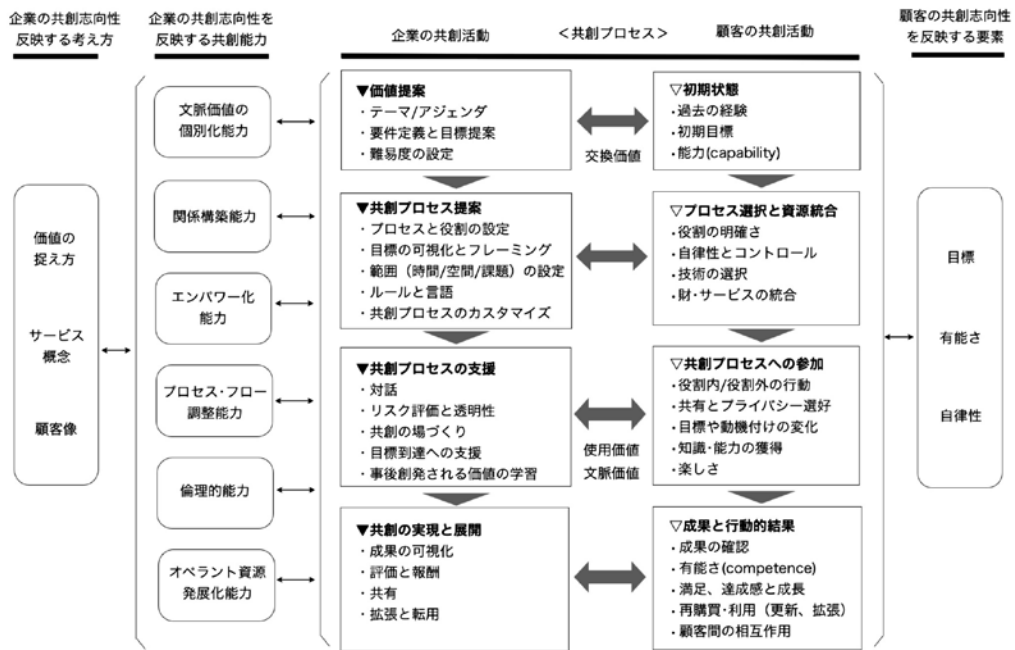 企業の共創志向性
反映する考え方
企業の共創志向性を
反映する共創能力
企業の共創活動
＜共創プロセス＞
顧客の共創活動
顧客の共創志向性
を反映する要素
価値の
捉え方
サービス
概念
顧客像
文脈価値の
個別化能力
関係構築能力
エンパワー化
能力
プロセス・フロー
調整能力
倫理的能力
オペラント資源
発展化能力
▼価値提案
・テーマ/アジェンダ
・要件定義と目標提案
・難易度の設定
▼共創プロセス提案
・プロセスと役割の設定
・目標の可視化とフレーミング
・範囲（時間/空間/課題）の設定
・ルールと言語
・共創プロセスのカスタマイズ
▼共創プロセスの支援
・対話
・リスク評価と透明性
・共創の場づくり
・目標到達への支援
・事後創発される価値の学習
▼共創の実現と展開
・成果の可視化
・評価と報酬
・共有
・拡張と転用
交換価値
使用価値
文脈価値
▽初期状態
・過去の経験
・初期目標
・能力(capability)
▽プロセス選択と資源統合
・役割の明確さ
・自律性とコントロール
・技術の選択
・財・サービスの統合
▽共創プロセスへの参加
・役割内/役割外の行動
・共有とプライバシー選好
・目標や動機付けの変化
・知識・能力の獲得
・楽しさ
▽成果と行動的結果
・成果の確認
・有能さ(competence)
・満足、達成感と成長
・再購買・利用（更新、拡張）
・顧客間の相互作用
目標
有能さ
自律性